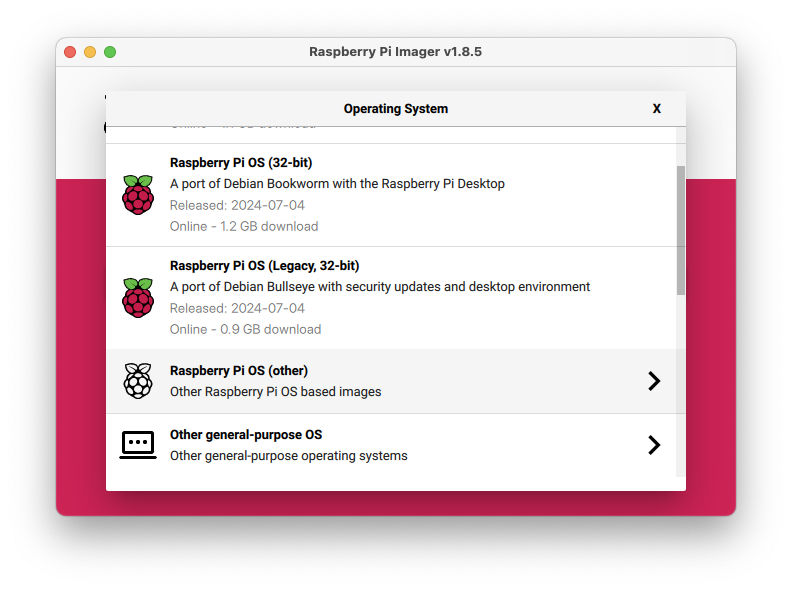 Raspberry Pi Imager v1.8.5
Operating System
X
Raspberry Pi OS (32-bit)
A port of Debian Bookworm with the Raspberry Pi Desktop
Released: 2024-07-04
Online - 1.2 GB download
Raspberry Pi OS (Legacy, 32-bit)
A port of Debian Bullseye with security updates and desktop environment
Released: 2024-07-04
Online - 0.9 GB download
Raspberry Pi OS (other)
Other Raspberry Pi OS based images
Other general-purpose OS
Other general-purpose operating systems